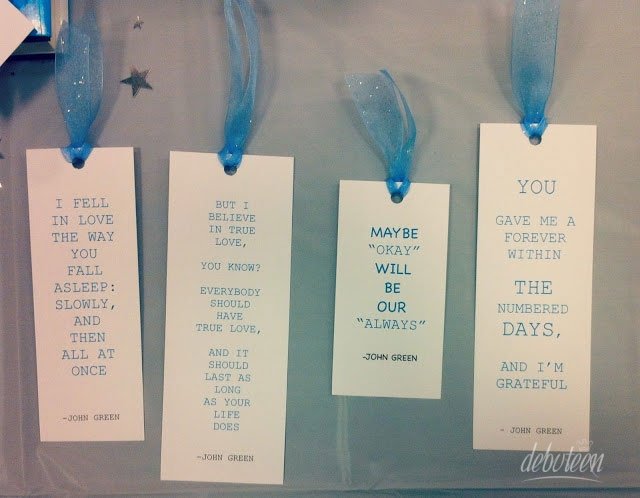 I FELL
IN LOVE
THE WAY
YOU
FALL
ASLEEP:
SLOWLY,
AND
THEN
ALL AT
ONCE
-JOHN GREEN
BUT I
BELIEVE
IN TRUE
LOVE,
YOU KNOW?
EVERYBODY
SHOULD
HAVE
TRUE LOVE,
AND IT
SHOULD
LAST AS
LONG
AS YOUR
LIFE
DOES
-JOHN GREEN
MAYBE
"OKAY"
WILL
BE
OUR
"ALWAYS"
-JOHN GREEN
YOU
GAVE ME A
FOREVER
WITHIN
THE
NUMBERED
DAYS,
AND I'M
GRATEFUL
- JOHN GREEN
deboteen